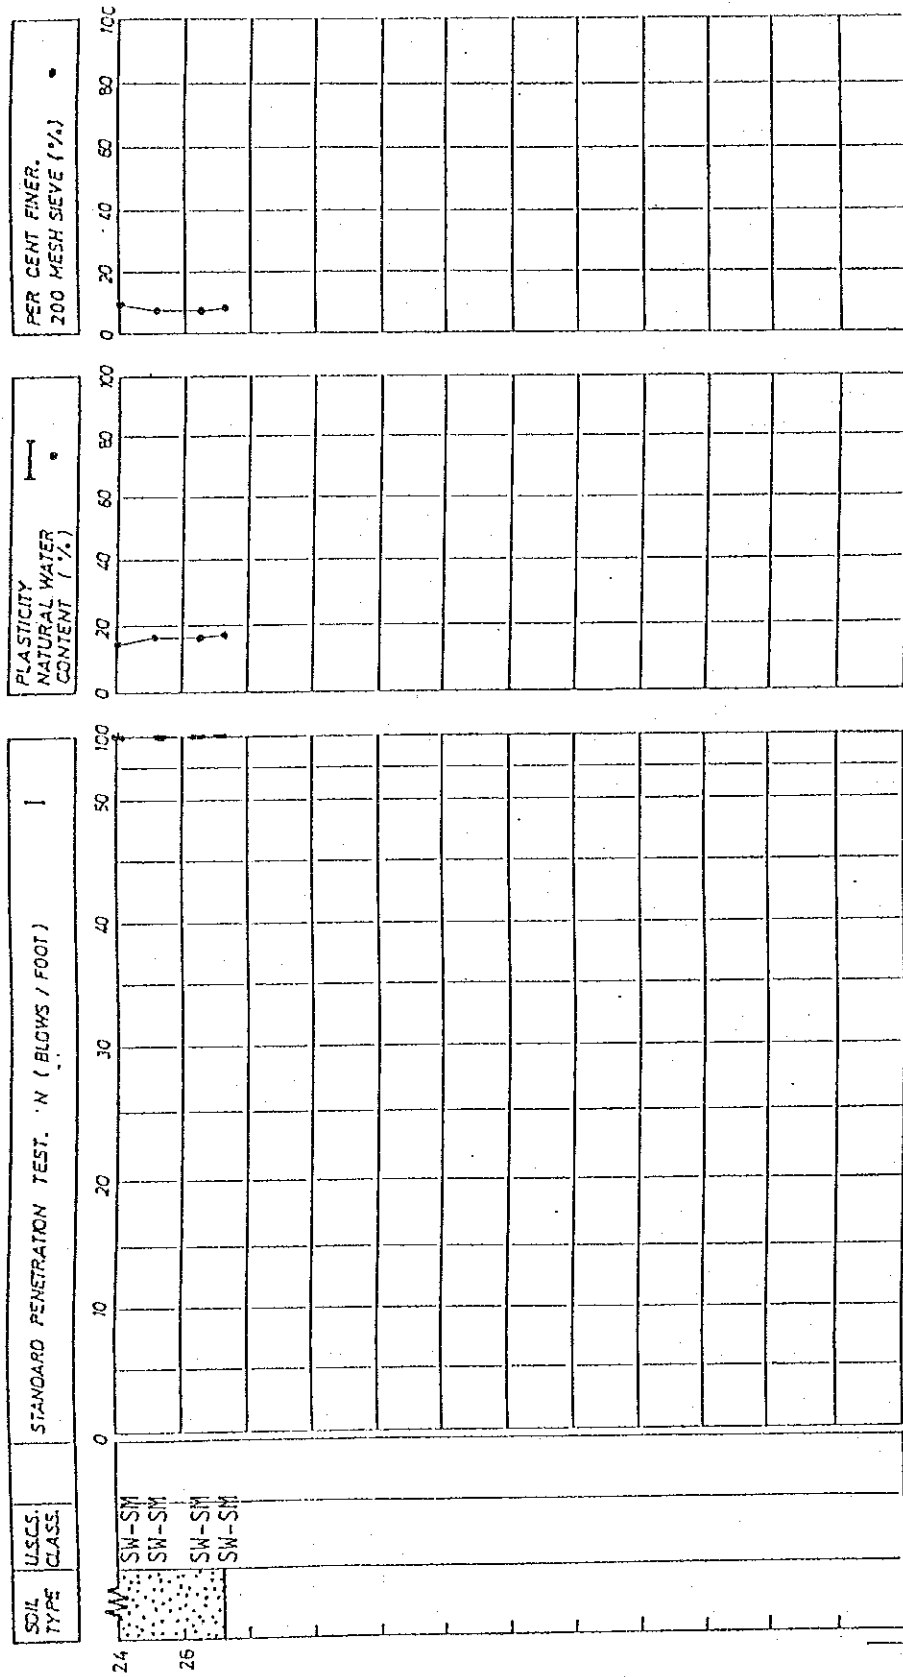 SOIL TYPE
U.S.C.S. CLASS.
STANDARD PENETRATION TEST. 'N ( BLOWS / FOOT )
PLASTICITY
NATURAL WATER
CONTENT ( % )
PER CENT FINER.
200 MESH SIEVE ( % )
0 10 20 30 40 50 100
0 20 40 60 80 100
0 20 40 60 80 100
24
SW-SM
SW-SM
26
SW-SM
SW-SM